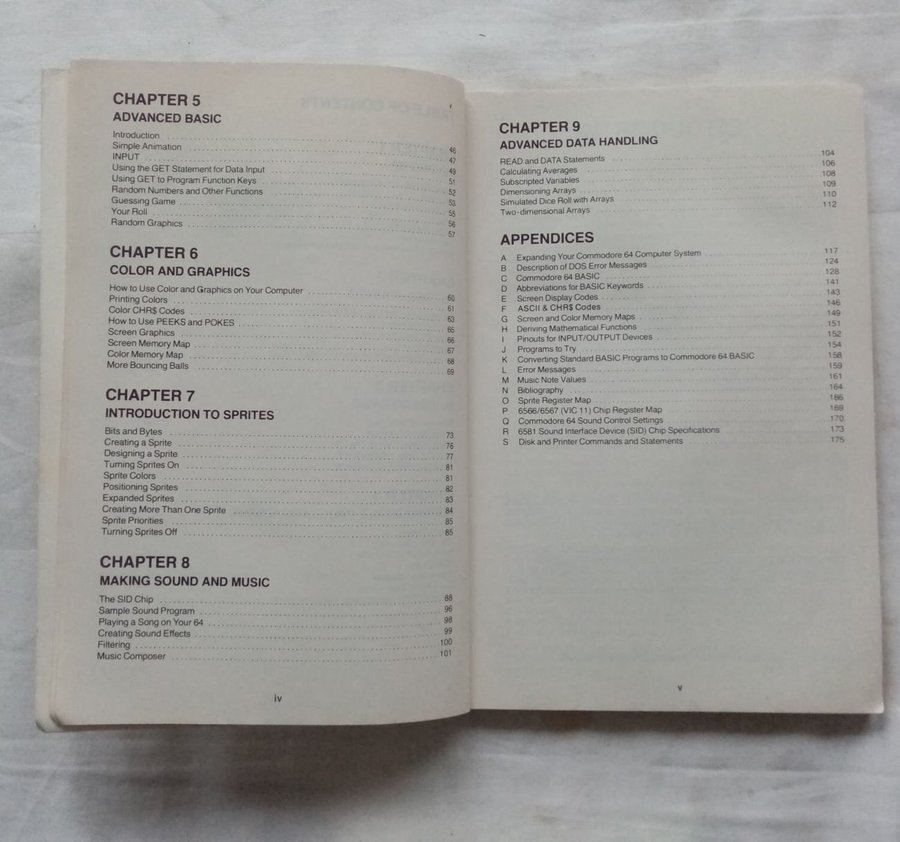 CHAPTER 5
ADVANCED BASIC
Introduction 46
Simple Animation 47
INPUT 49
Using the GET Statement for Data Input 51
Using GET to Program Function Keys 52
Random Numbers and Other Functions 53
Guessing Game 55
Your Roll 56
Random Graphics 57
CHAPTER 6
COLOR AND GRAPHICS
How to Use Color and Graphics on Your Computer 60
Printing Colors 61
Color CHR$ Codes 63
How to Use PEEKS and POKES 65
Screen Graphics 66
Screen Memory Map 67
Color Memory Map 68
More Bouncing Balls 69
CHAPTER 7
INTRODUCTION TO SPRITES
Bits and Bytes 73
Creating a Sprite 76
Designing a Sprite 77
Turning Sprites On 81
Sprite Colors 81
Positioning Sprites 82
Expanded Sprites 83
Creating More Than One Sprite 84
Sprite Priorities 85
Turning Sprites Off 85
CHAPTER 8
MAKING SOUND AND MUSIC
The SID Chip 88
Sample Sound Program 96
Playing a Song on Your 64 98
Creating Sound Effects 99
Filtering 100
Music Composer 101
iv
CHAPTER 9
ADVANCED DATA HANDLING
READ and DATA Statements 104
Calculating Averages 106
Subscripted Variables 108
Dimensioning Arrays 109
Simulated Dice Roll with Arrays 110
Two-dimensional Arrays 112
APPENDICES
A Expanding Your Commodore 64 Computer System 117
B Description of DOS Error Messages 124
C Commodore 64 BASIC 128
D Abbreviations for BASIC Keywords 141
E Screen Display Codes 143
F ASCII & CHR$ Codes 146
G Screen and Color Memory Maps 149
H Deriving Mathematical Functions 151
I Pinouts for INPUT/OUTPUT Devices 152
J Programs to Try 154
K Converting Standard BASIC Programs to Commodore 64 BASIC 158
L Error Messages 159
M Music Note Values 161
N Bibliography 164
O Sprite Register Map 166
P 6566/6567 (VIC 11) Chip Register Map 169
Q Commodore 64 Sound Control Settings 170
R 6581 Sound Interface Device (SID) Chip Specifications 173
S Disk and Printer Commands and Statements 175
v